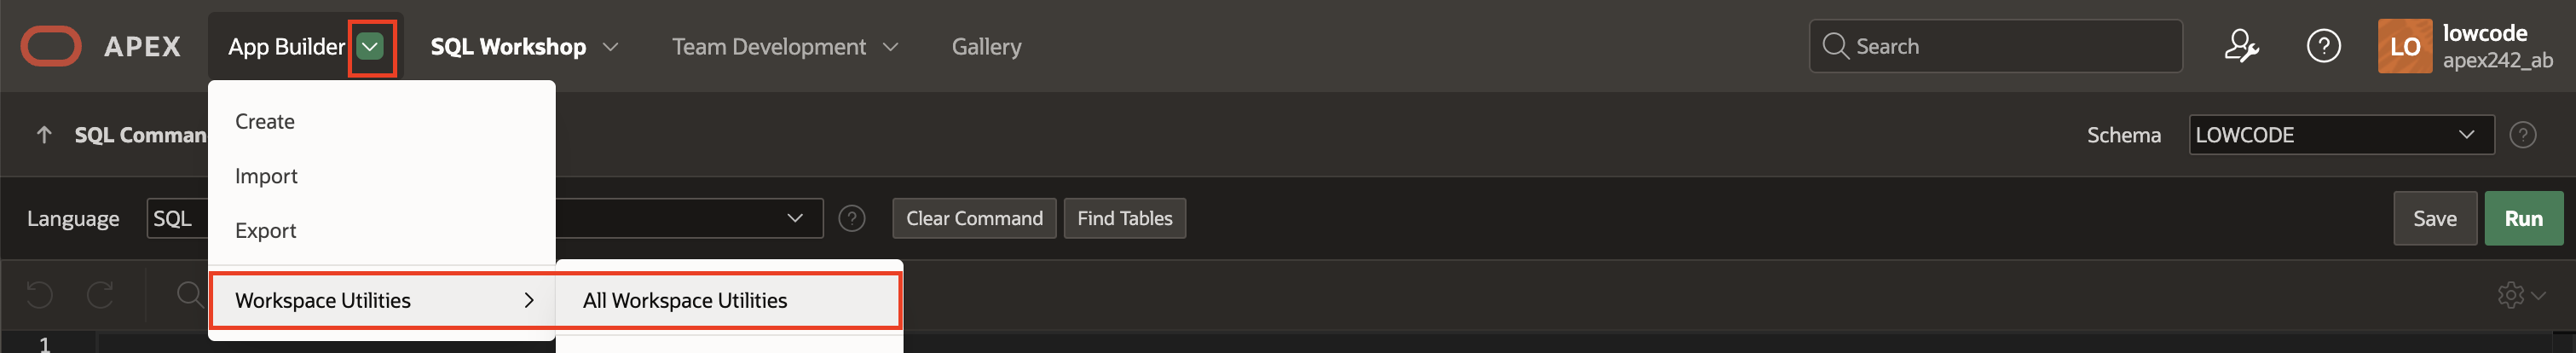 APEX App Builder SQL Workshop Team Development Gallery Search lowcode
LO apex242_ab
Create
SQL Comman Schema LOWCODE
Import
Language SQL Clear Command Find Tables Save Run
Export
Workspace Utilities All Workspace Utilities
1